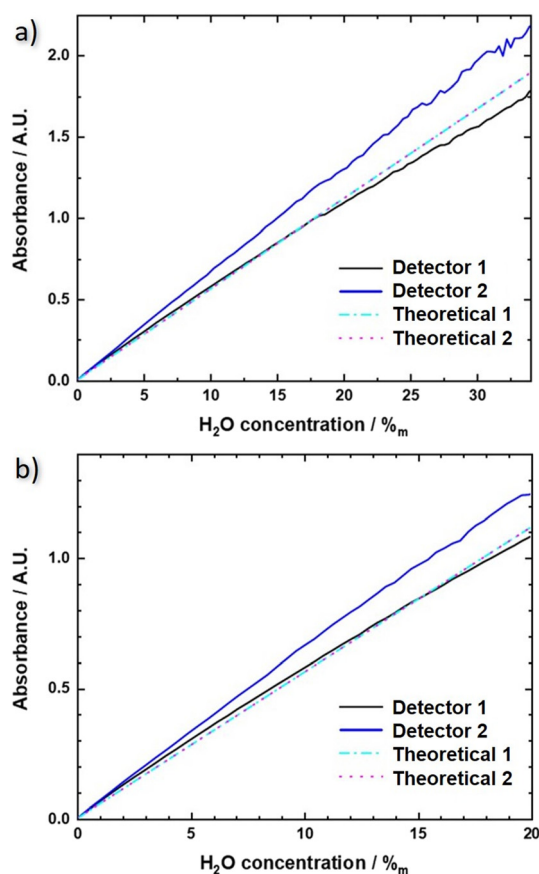 a)
2.0
1.5
1.0
0.5
0.0
Absorbance / A.U.
Detector 1
Detector 2
Theoretical 1
Theoretical 2
0 5 10 15 20 25 30
H₂O concentration / %ₘ
b)
1.0
0.5
0.0
Absorbance / A.U.
Detector 1
Detector 2
Theoretical 1
Theoretical 2
0 5 10 15 20
H₂O concentration / %ₘ